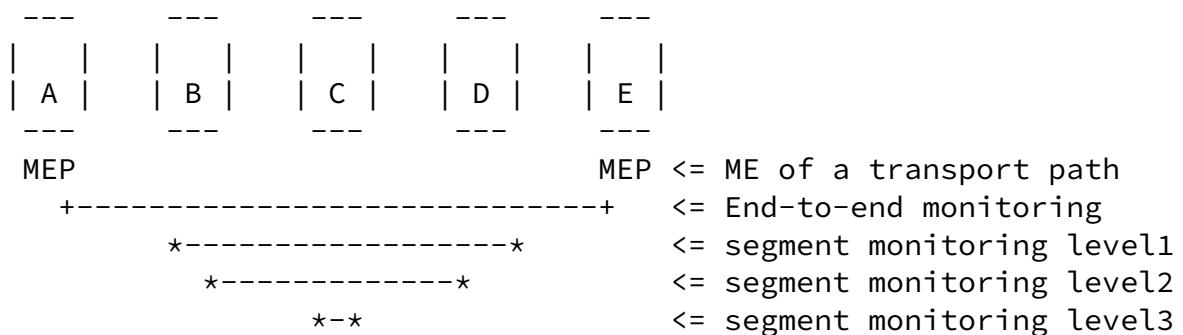 ---     ---     ---     ---     ---
|   |   |   |   |   |   |   |   |   |   |
| A |   | B |   | C |   | D |   | E |
---     ---     ---     ---     ---
MEP                             MEP <= ME of a transport path
+-----------------------------+   <= End-to-end monitoring
*------------------*        <= segment monitoring level1
*-------------*           <= segment monitoring level2
*-*                 <= segment monitoring level3